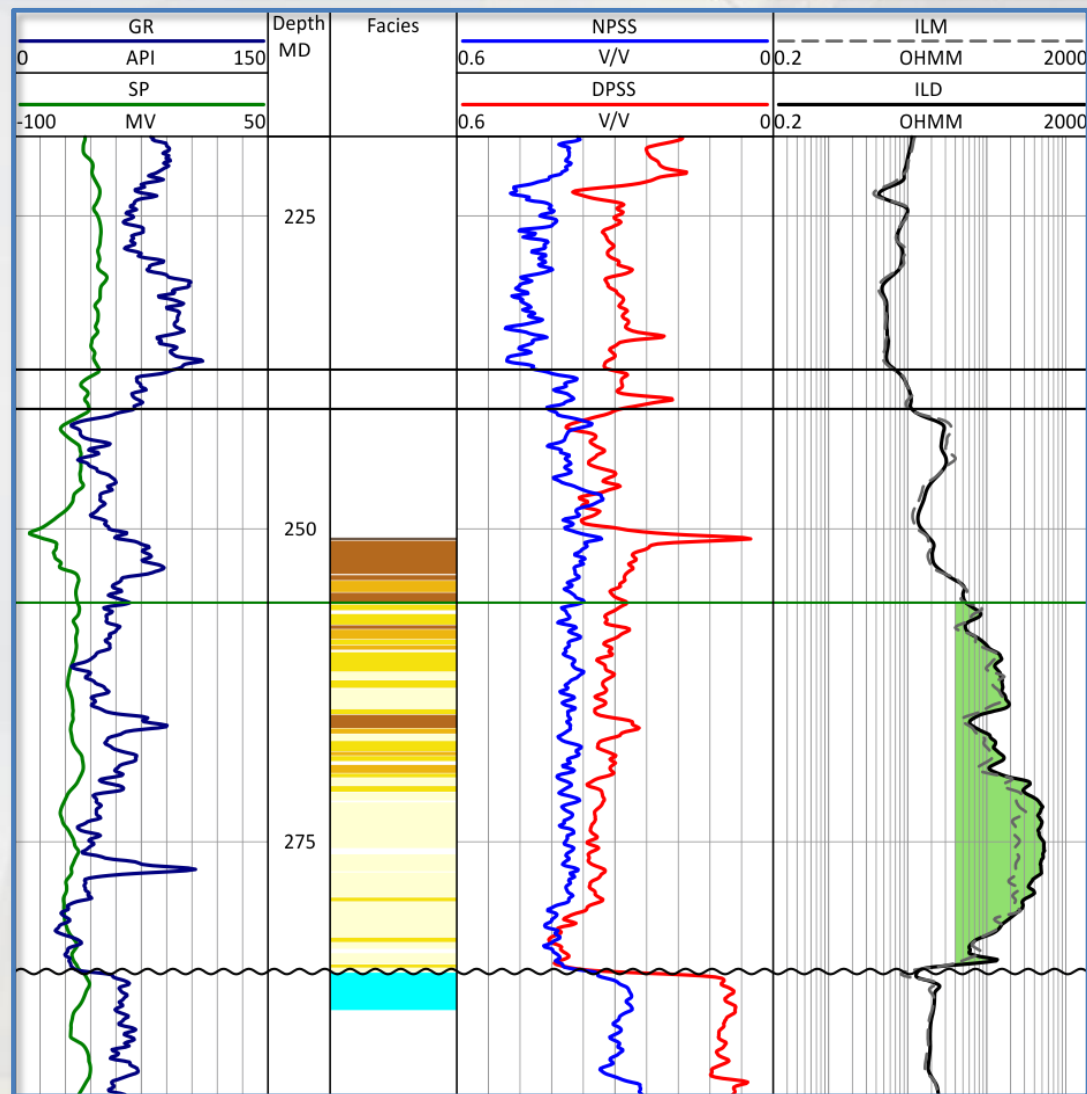 GR Depth Facies NPSS ILM
0 API 150 MD 0.6 V/V 0 0.2 OHMM 2000
SP DPSS ILD
-100 MV 50 0.6 V/V 0 0.2 OHMM 2000
225
250
275